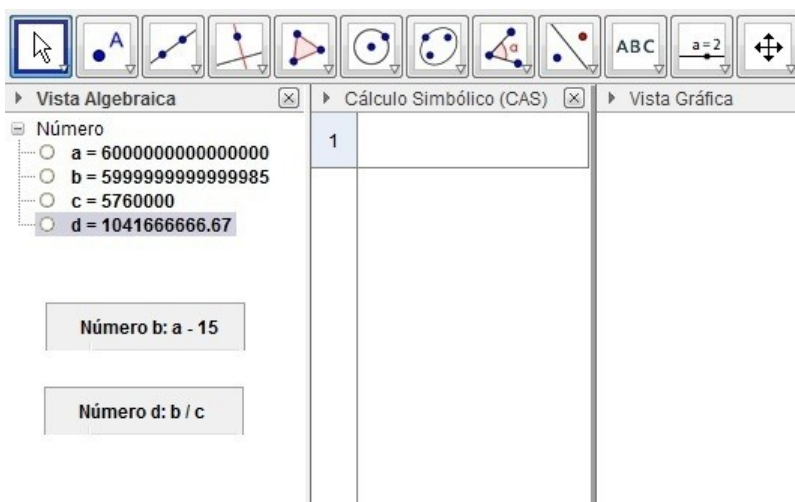 A
α
ABC
a=2
Vista Algebraica
Cálculo Simbólico (CAS)
Vista Gráfica
Número
a = 6000000000000000
b = 5999999999999985
c = 5760000
d = 1041666666.67
1
Número b: a - 15
Número d: b / c